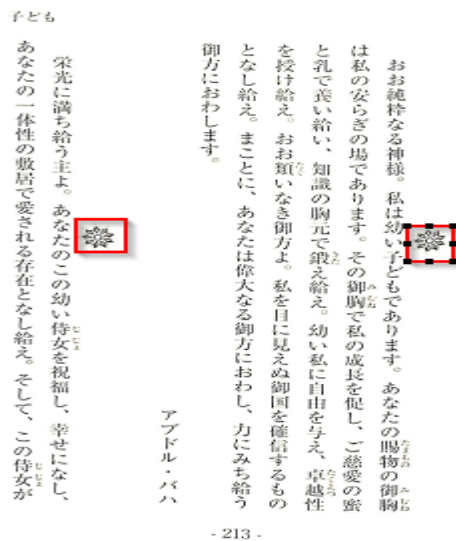 子ども
おお純粋なる神様。私は幼い子どもであります。あなたの賜物の御胸
は私の安らぎの場であります。その御胸で私の成長を促し、ご慈愛の蜜
と乳で養い給い、知識の胸元で鍛え給え。幼い私に自由を与え、卓越性
を授け給え。おお類いなき御方よ。私を目に見えぬ御国を確信するもの
となし給え。まことに、あなたは偉大なる御方におわし、力にみち給う
御方におわします。
アブドル・バハ
栄光に満ち給う主よ。あなたのこの幼い侍女を祝福し、幸せになし、
あなたの一体性の敷居で愛される存在となし給え。そして、この侍女が
- 213 -